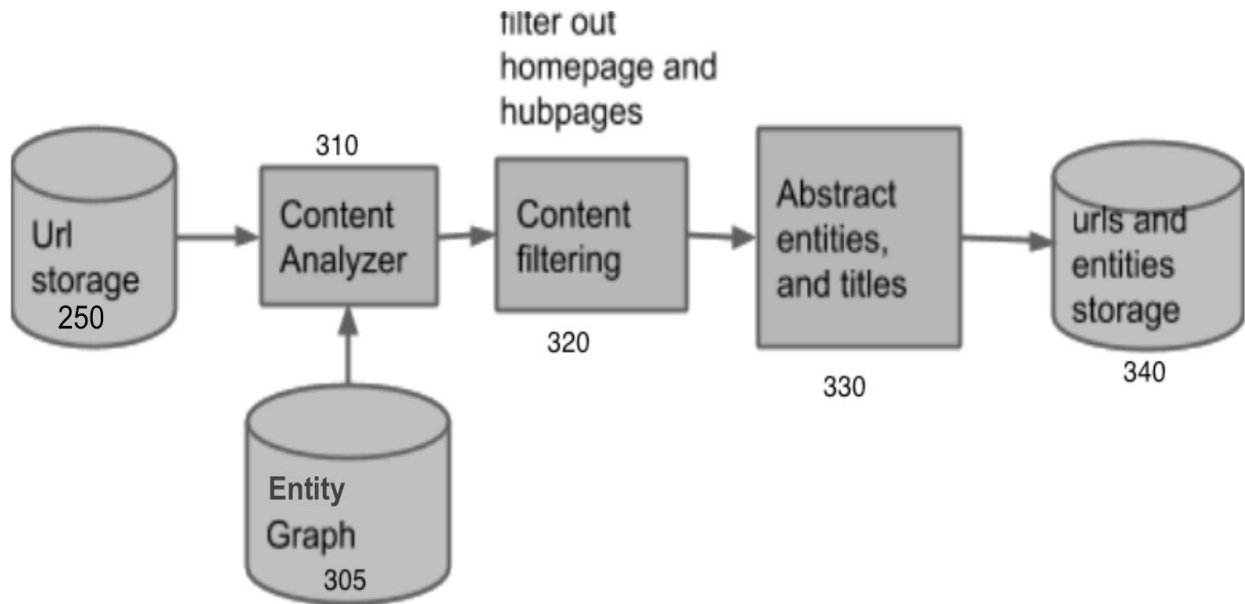 filter out
homepage and
hubpages
310
Url
storage
250
Content
Analyzer
Content
filtering
320
Abstract
entities,
and titles
330
urls and
entities
storage
340
Entity
Graph
305